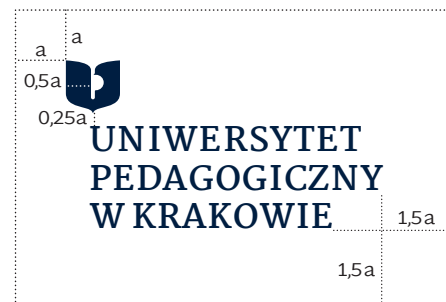 a
a
0,5a
0,25a
UNIWERSYTET
PEDAGOGICZNY
W KRAKOWIE
1,5a
1,5a